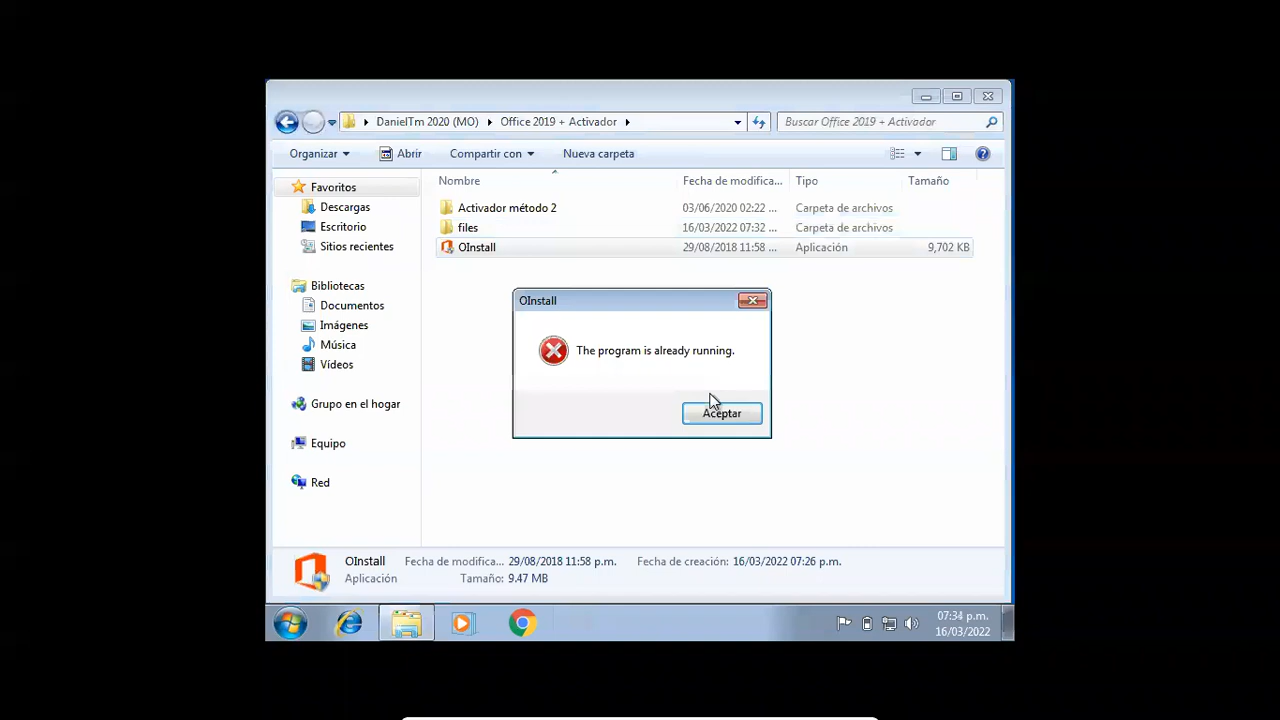 DanielTm 2020 (MO) Office 2019 + Activador Buscar Office 2019 + Activador
Organizar Abrir Compartir con Nueva carpeta
Nombre Fecha de modifica... Tipo Tamaño
Favoritos
Descargas
Escritorio
Sitios recientes
Bibliotecas
Documentos
Imágenes
Música
Vídeos
Grupo en el hogar
Equipo
Red
Activador método 2 03/06/2020 02:22 ... Carpeta de archivos
files 16/03/2022 07:32 ... Carpeta de archivos
OInstall 29/08/2018 11:58 ... Aplicación 9,702 KB
OInstall
The program is already running.
Aceptar
OInstall Fecha de modifica... 29/08/2018 11:58 p.m. Fecha de creación: 16/03/2022 07:26 p.m.
Aplicación Tamaño: 9.47 MB
07:34 p.m.
16/03/2022